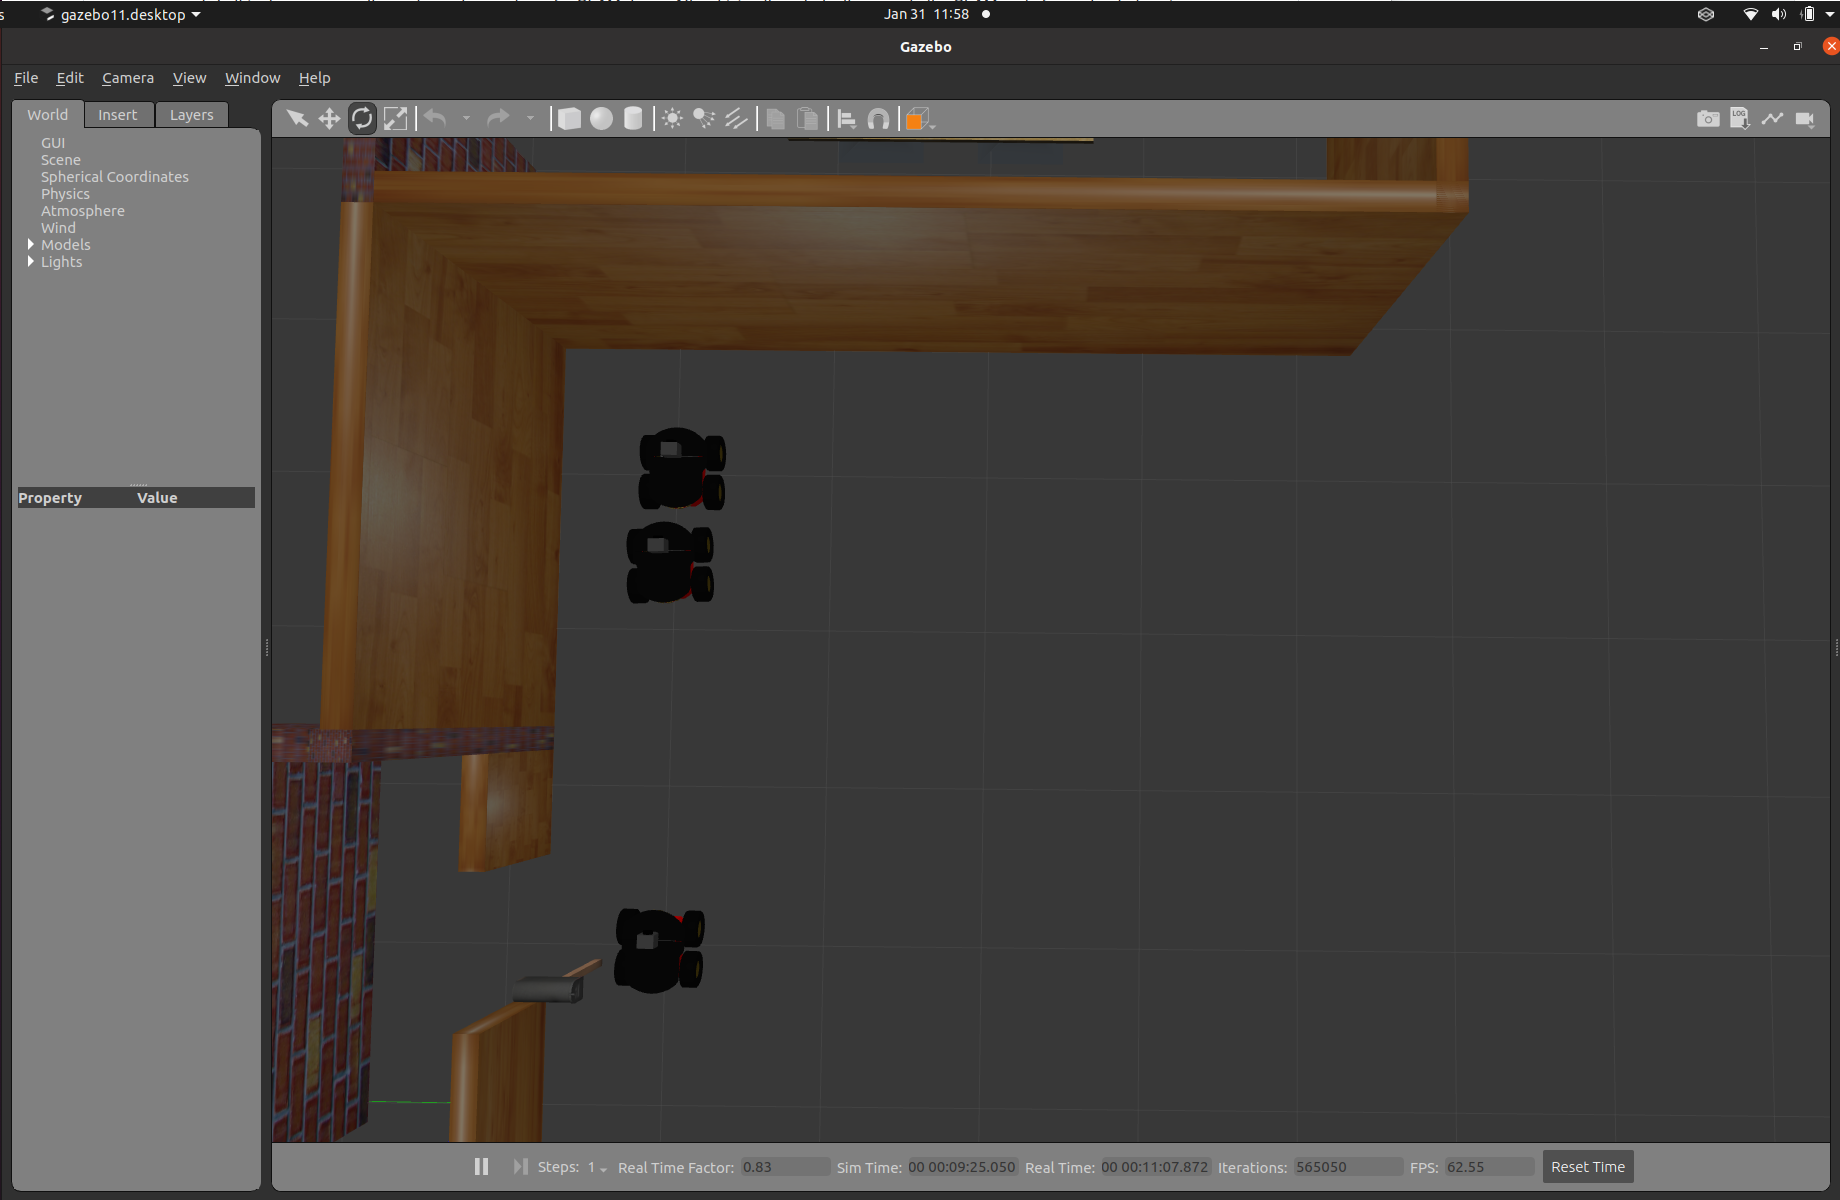 gazebo11.desktop
Jan 31 11:58
Gazebo
File Edit Camera View Window Help
World Insert Layers
LOG
GUI
Scene
Spherical Coordinates
Physics
Atmosphere
Wind
Models
Lights
Property Value
Steps: 1 Real Time Factor: 0.83 Sim Time: 00 00:09:25.050 Real Time: 00 00:11:07.872 Iterations: 565050 FPS: 62.55 Reset Time